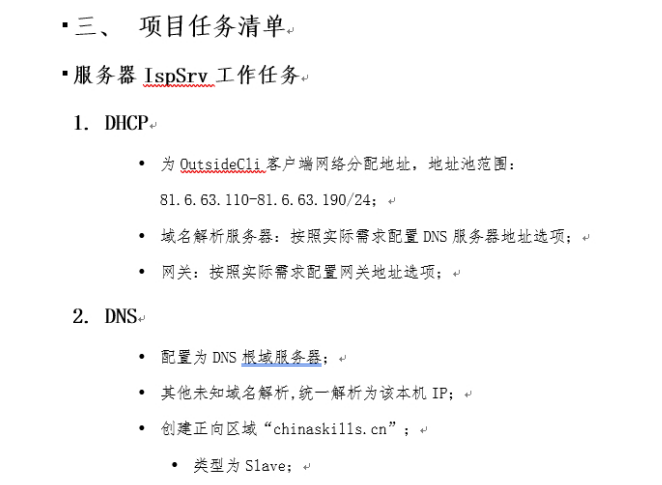 三、 项目任务清单
服务器 IspSrv 工作任务
1. DHCP
• 为 OutsideCli 客户端网络分配地址，地址池范围：
81.6.63.110-81.6.63.190/24；
• 域名解析服务器：按照实际需求配置 DNS 服务器地址选项；
• 网关：按照实际需求配置网关地址选项；
2. DNS
• 配置为 DNS 根域服务器；
• 其他未知域名解析,统一解析为该本机 IP；
• 创建正向区域“chinaskills.cn”；
• 类型为 Slave；